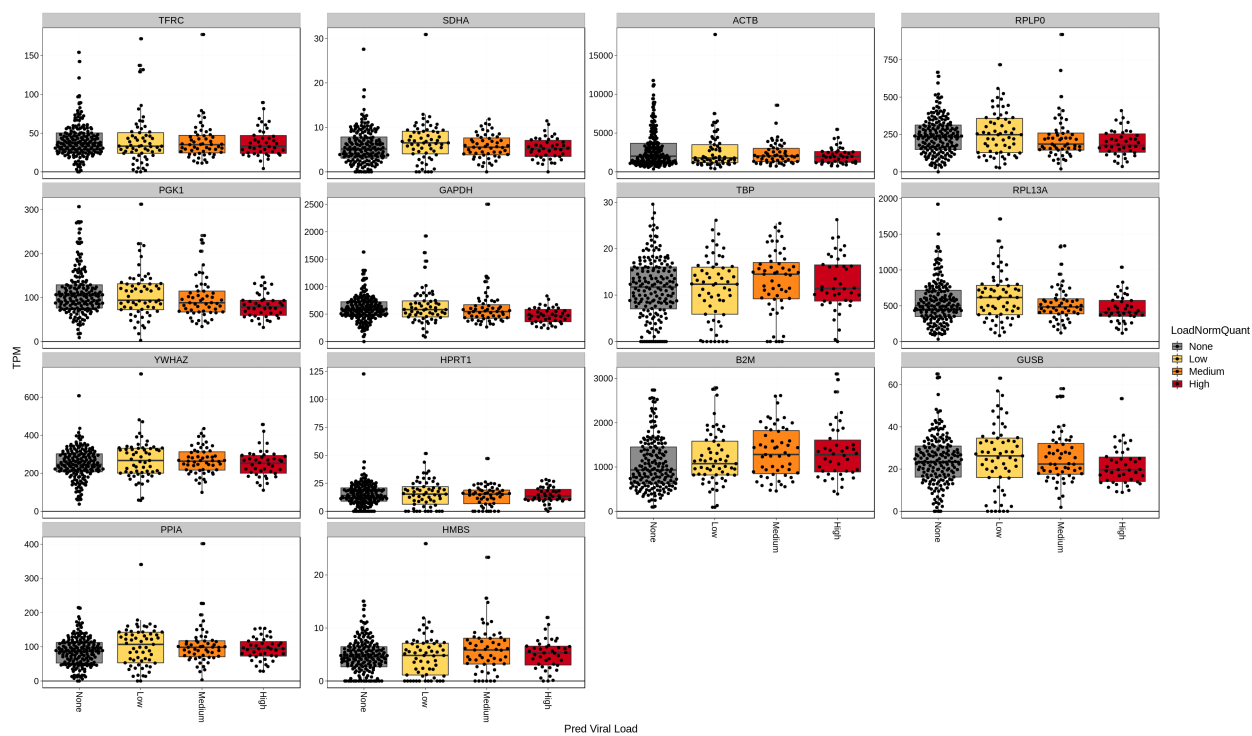 TFRC
SDHA
ACTB
RPLP0
150
100
50
0
30
20
10
0
15000
10000
5000
0
750
500
250
0
PGK1
GAPDH
TBP
RPL13A
300
200
100
0
2500
2000
1500
1000
500
0
30
20
10
0
2000
1500
1000
500
0
YWHAZ
HPRT1
B2M
GUSB
600
400
300
200
0
125
100
75
50
25
0
3000
2000
1000
0
60
40
20
0
None
Low
Medium
High
None
Low
Medium
High
PPIA
HMBS
400
300
200
100
0
20
10
0
None
Low
Medium
High
None
Low
Medium
High
TPM
Pred Viral Load
LoadNormQuant
None
Low
Medium
High